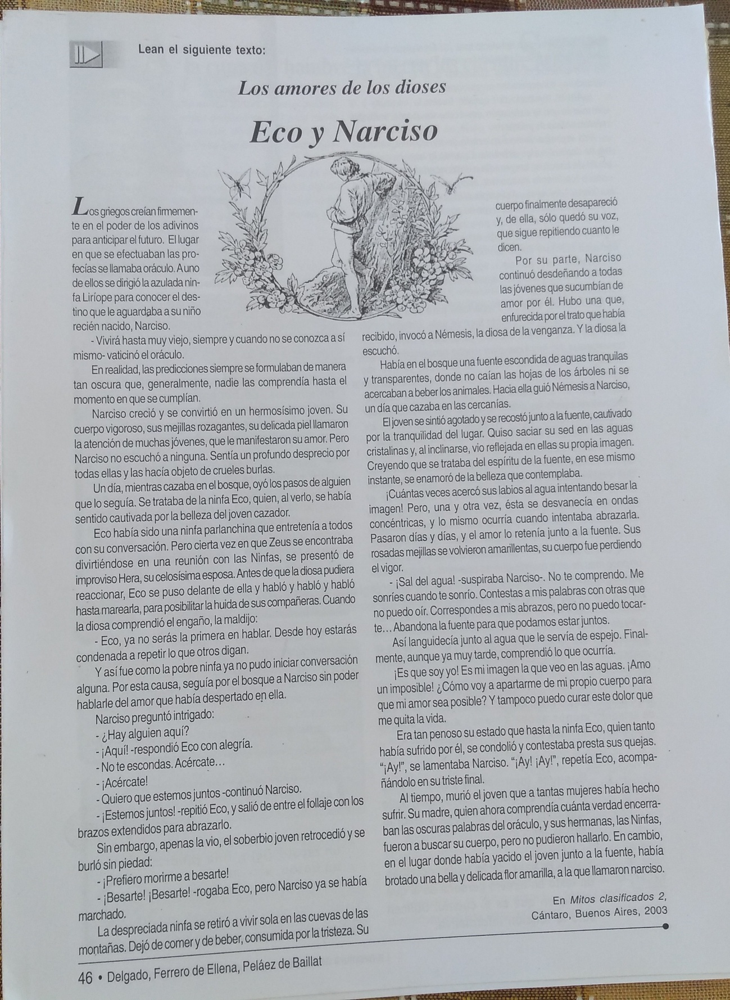 Lean el siguiente texto:
Los amores de los dioses
Eco y Narciso
Los griegos creían firmemen-
te en el poder de los adivinos
para anticipar el futuro. El lugar
en que se efectuaban las pro-
fecías se llamaba oráculo. A uno
de ellos se dirigió la azulada nin-
fa Liríope para conocer el des-
tino que le aguardaba a su niño
recién nacido, Narciso.
- Vivirá hasta muy viejo, siempre y cuando no se conozca a sí
mismo- vaticinó el oráculo.
En realidad, las predicciones siempre se formulaban de manera
tan oscura que, generalmente, nadie las comprendía hasta el
momento en que se cumplían.
Narciso creció y se convirtió en un hermosísimo joven. Su
cuerpo vigoroso, sus mejillas rozagantes, su delicada piel llamaron
la atención de muchas jóvenes, que le manifestaron su amor. Pero
Narciso no escuchó a ninguna. Sentía un profundo desprecio por
todas ellas y las hacía objeto de crueles burlas.
Un día, mientras cazaba en el bosque, oyó los pasos de alguien
que lo seguía. Se trataba de la ninfa Eco, quien, al verlo, se había
sentido cautivada por la belleza del joven cazador.
Eco había sido una ninfa parlanchina que entretenía a todos
con su conversación. Pero cierta vez en que Zeus se encontraba
divirtiéndose en una reunión con las Ninfas, se presentó de
improviso Hera, su celosísima esposa. Antes de que la diosa pudiera
reaccionar, Eco se puso delante de ella y habló y habló y habló
hasta marearla, para posibilitar la huida de sus compañeras. Cuando
la diosa comprendió el engaño, la maldijo:
- Eco, ya no serás la primera en hablar. Desde hoy estarás
condenada a repetir lo que otros digan.
Y así fue como la pobre ninfa ya no pudo iniciar conversación
alguna. Por esta causa, seguía por el bosque a Narciso sin poder
hablarle del amor que había despertado en ella.
Narciso preguntó intrigado:
- ¿Hay alguien aquí?
- ¡Aquí! -respondió Eco con alegría.
- No te escondas. Acércate...
- ¡Acércate!
- Quiero que estemos juntos -continuó Narciso.
- ¡Estemos juntos! -repitió Eco, y salió de entre el follaje con los
brazos extendidos para abrazarlo.
Sin embargo, apenas la vio, el soberbio joven retrocedió y se
burló sin piedad:
- ¡Prefiero morirme a besarte!
- ¡Besarte! ¡Besarte! -rogaba Eco, pero Narciso ya se había
marchado.
La despreciada ninfa se retiró a vivir sola en las cuevas de las
montañas. Dejó de comer y de beber, consumida por la tristeza. Su
cuerpo finalmente desapareció
y, de ella, sólo quedó su voz,
que sigue repitiendo cuanto le
dicen.
Por su parte, Narciso
continuó desdeñando a todas
las jóvenes que sucumbían de
amor por él. Hubo una que,
enfurecida por el trato que había
recibido, invocó a Némesis, la diosa de la venganza. Y la diosa la
escuchó.
Había en el bosque una fuente escondida de aguas tranquilas
y transparentes, donde no caían las hojas de los árboles ni se
acercaban a beber los animales. Hacia ella guió Némesis a Narciso,
un día que cazaba en las cercanías.
El joven se sintió agotado y se recostó junto a la fuente, cautivado
por la tranquilidad del lugar. Quiso saciar su sed en las aguas
cristalinas y, al inclinarse, vio reflejada en ellas su propia imagen.
Creyendo que se trataba del espíritu de la fuente, en ese mismo
instante, se enamoró de la belleza que contemplaba.
¡Cuántas veces acercó sus labios al agua intentando besar la
imagen! Pero, una y otra vez, ésta se desvanecía en ondas
concéntricas, y lo mismo ocurría cuando intentaba abrazarla.
Pasaron días y días, y el amor lo retenía junto a la fuente. Sus
rosadas mejillas se volvieron amarillentas, su cuerpo fue perdiendo
el vigor.
- ¡Sal del agua! -suspiraba Narciso-. No te comprendo. Me
sonríes cuando te sonrío. Contestas a mis palabras con otras que
no puedo oír. Correspondes a mis abrazos, pero no puedo tocar-
te... Abandona la fuente para que podamos estar juntos.
Así languidecía junto al agua que le servía de espejo. Final-
mente, aunque ya muy tarde, comprendió lo que ocurría.
¡Es que soy yo! Es mi imagen la que veo en las aguas. ¡Amo
un imposible! ¿Cómo voy a apartarme de mi propio cuerpo para
que mi amor sea posible? Y tampoco puedo curar este dolor que
me quita la vida.
Era tan penoso su estado que hasta la ninfa Eco, quien tanto
había sufrido por él, se condolió y contestaba presta sus quejas.
“¡Ay!”, se lamentaba Narciso. “¡Ay! ¡Ay!”, repetía Eco, acompa-
ñándolo en su triste final.
Al tiempo, murió el joven que a tantas mujeres había hecho
sufrir. Su madre, quien ahora comprendía cuánta verdad encerra-
ban las oscuras palabras del oráculo, y sus hermanas, las Ninfas,
fueron a buscar su cuerpo, pero no pudieron hallarlo. En cambio,
en el lugar donde había yacido el joven junto a la fuente, había
brotado una bella y delicada flor amarilla, a la que llamaron narciso.
En Mitos clasificados 2,
Cántaro, Buenos Aires, 2003
46 • Delgado, Ferrero de Ellena, Peláez de Baillat